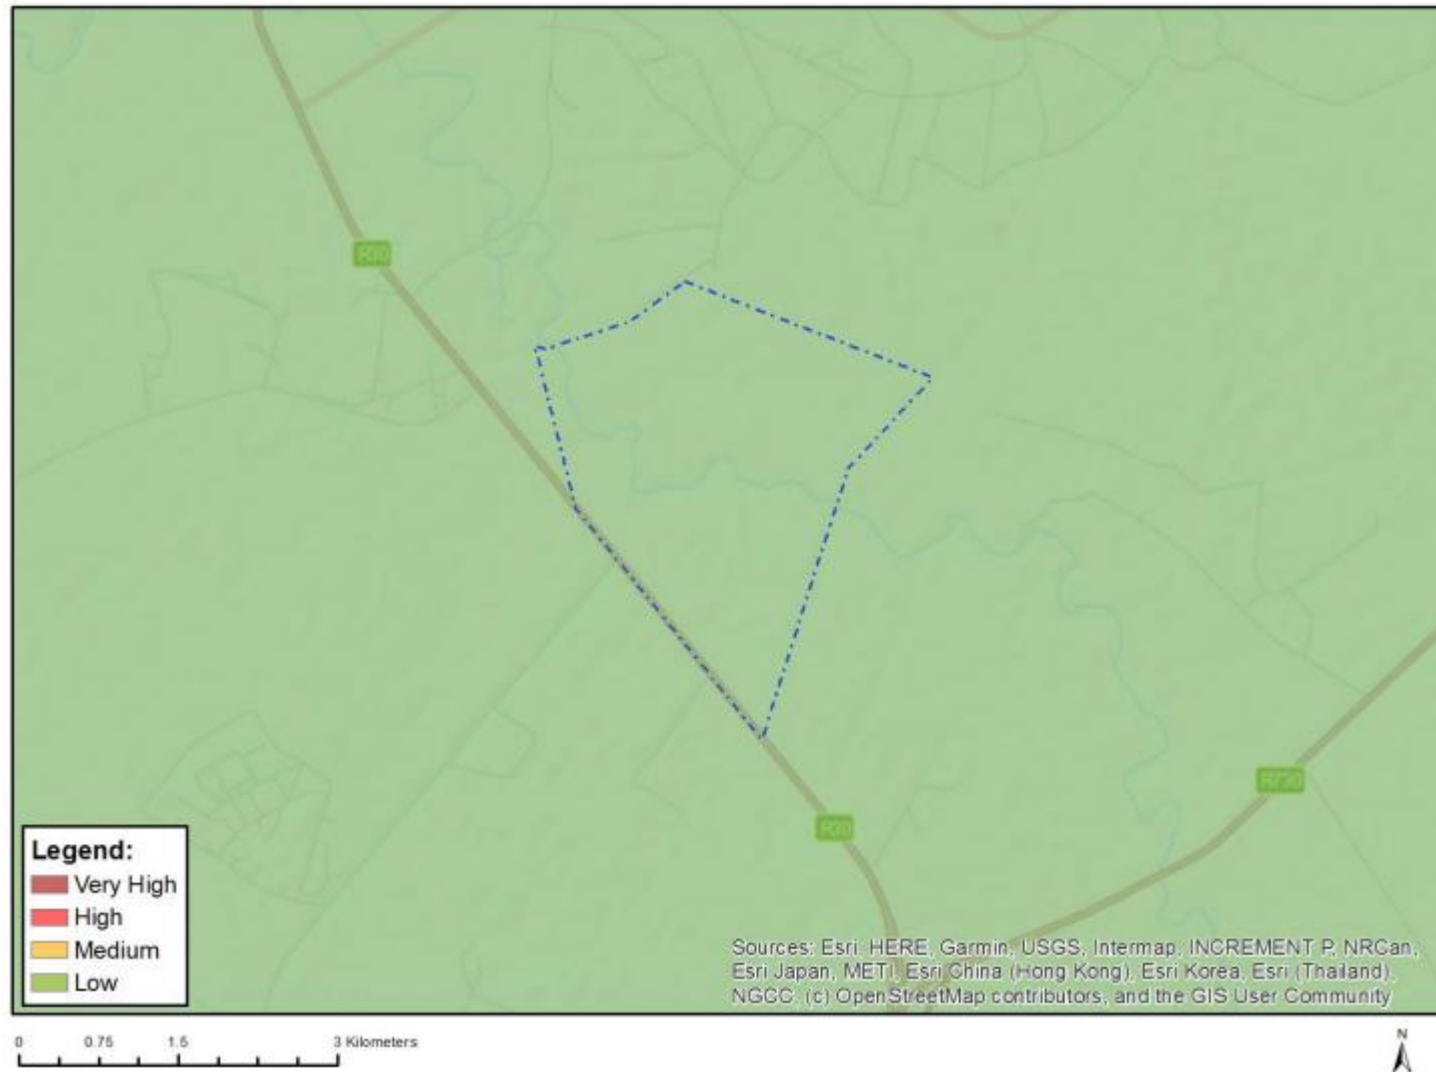 R30
R30
R730
Legend:
Very High
High
Medium
Low
Sources: Esri, HERE, Garmin, USGS, Intermap, INCREMENT P, NRCan,
Esri Japan, METI, Esri China (Hong Kong), Esri Korea, Esri (Thailand),
NGCC, (c) OpenStreetMap contributors, and the GIS User Community
0 0.75 1.5 3 Kilometers
N